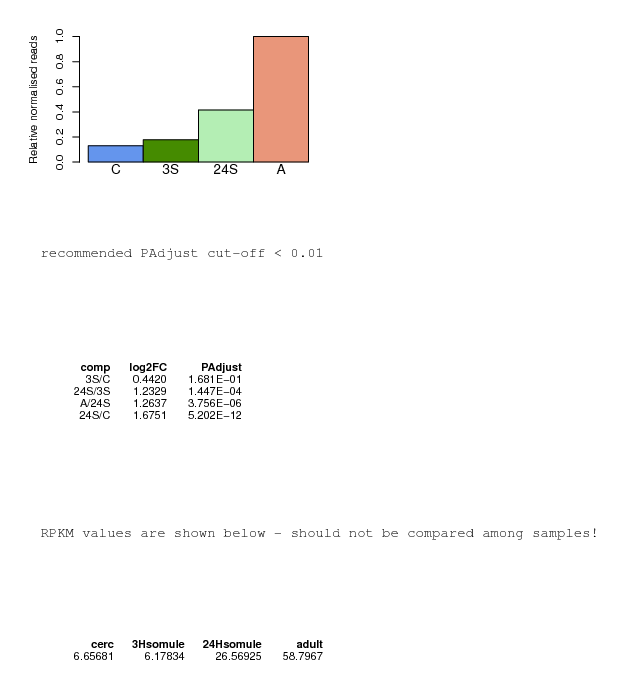 Relative normalised reads
1.0
0.8
0.6
0.4
0.2
0.0
C 3S 24S A
recommended PAdjust cut-off < 0.01
comp log2FC PAdjust
3S/C 0.4420 1.681E-01
24S/3S 1.2329 1.447E-04
A/24S 1.2637 3.756E-06
24S/C 1.6751 5.202E-12
RPKM values are shown below - should not be compared among samples!
cerc 3Hsomule 24Hsomule adult
6.65681 6.17834 26.56925 58.7967